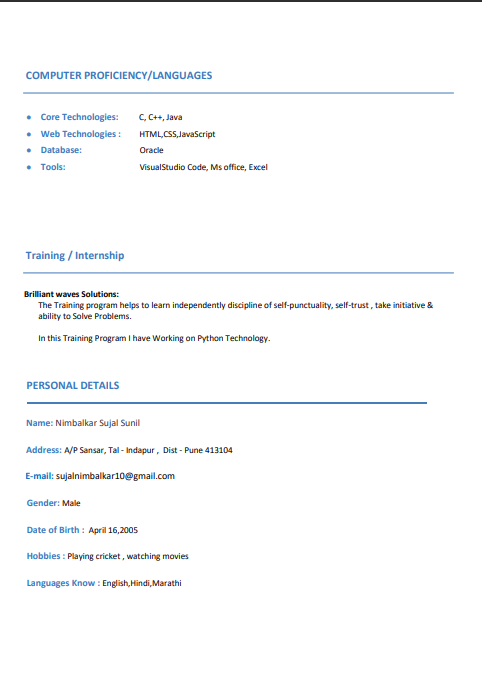 COMPUTER PROFICIENCY/LANGUAGES
● Core Technologies: C, C++, Java
● Web Technologies : HTML,CSS,JavaScript
● Database: Oracle
● Tools: VisualStudio Code, Ms office, Excel
Training / Internship
Brilliant waves Solutions:
The Training program helps to learn independently discipline of self-punctuality, self-trust , take initiative &
ability to Solve Problems.
In this Training Program I have Working on Python Technology.
PERSONAL DETAILS
Name: Nimbalkar Sujal Sunil
Address: A/P Sansar, Tal - Indapur , Dist - Pune 413104
E-mail: sujalnimbalkar10@gmail.com
Gender: Male
Date of Birth : April 16,2005
Hobbies : Playing cricket , watching movies
Languages Know : English,Hindi,Marathi